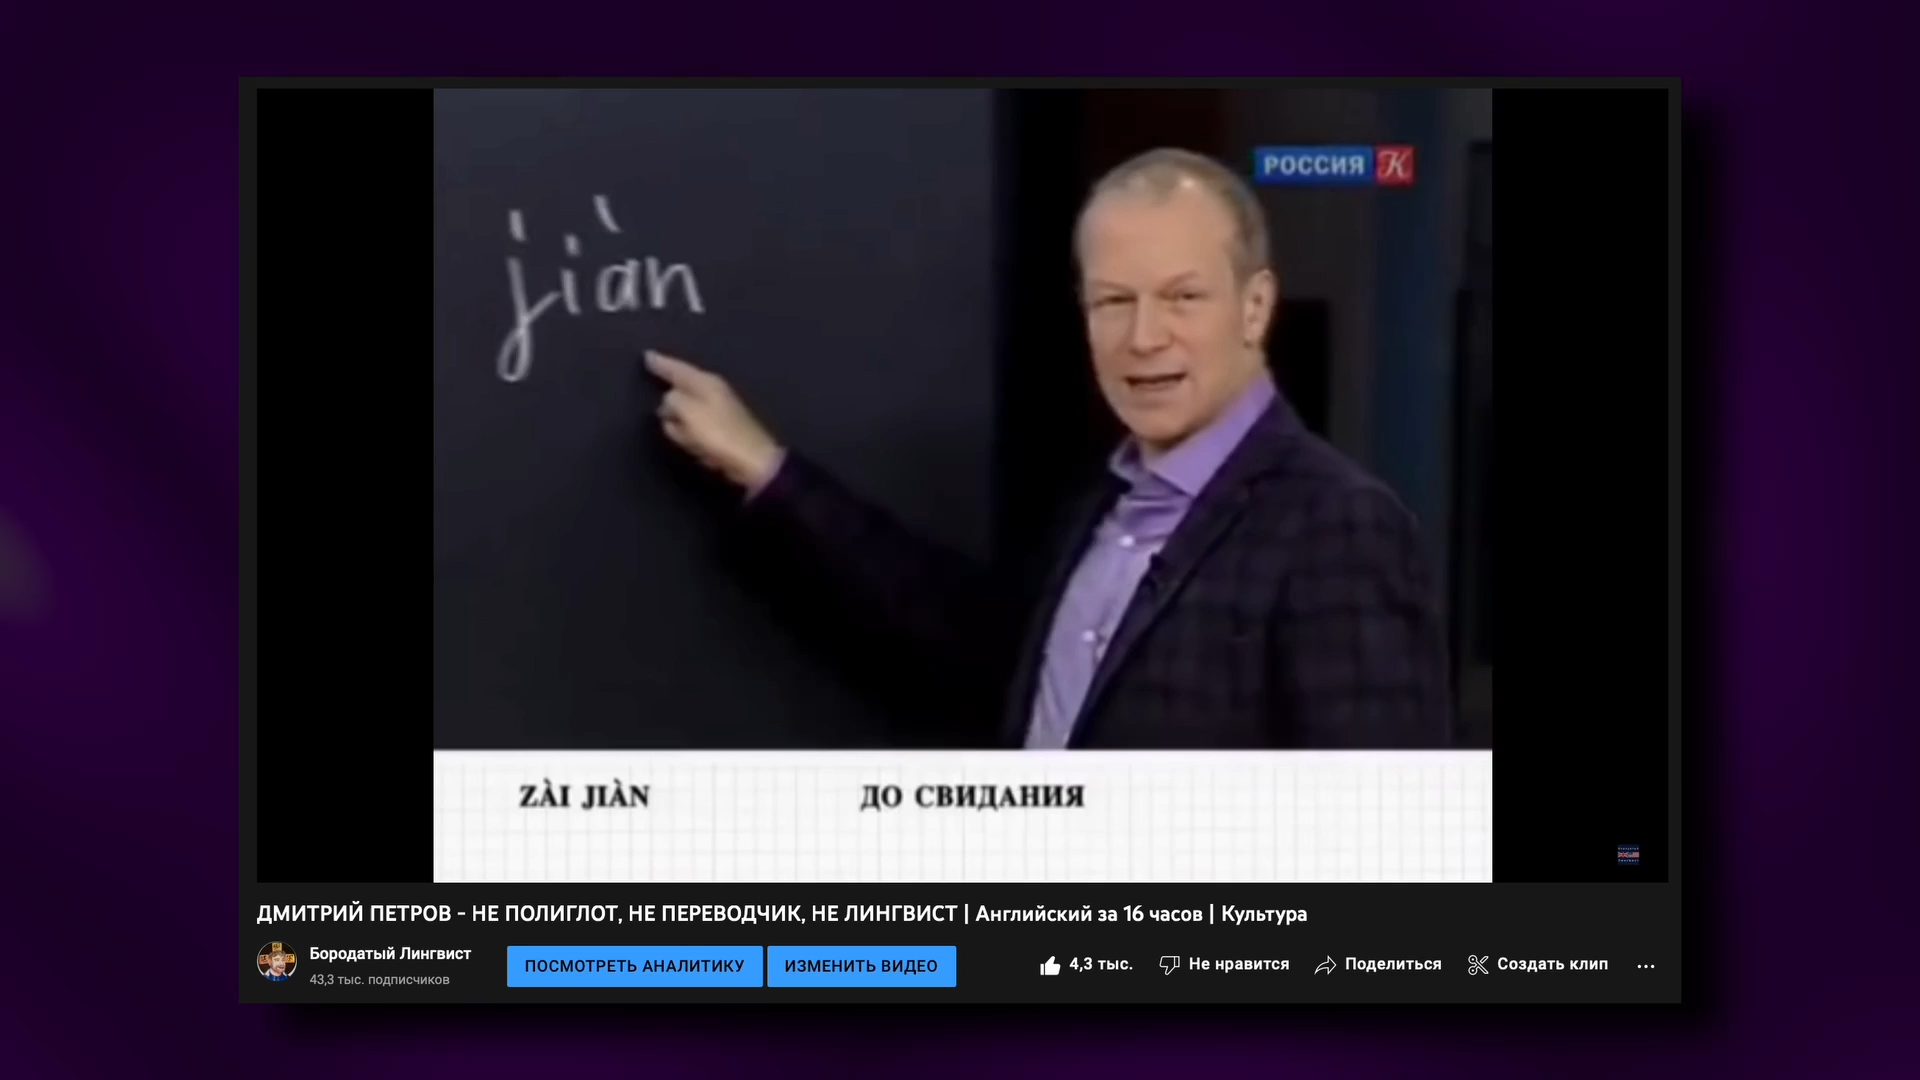 РОССИЯ К
jiàn
ZÀI JIÀN ДО СВИДАНИЯ
ДМИТРИЙ ПЕТРОВ - НЕ ПОЛИГЛОТ, НЕ ПЕРЕВОДЧИК, НЕ ЛИНГВИСТ | Английский за 16 часов | Культура
Бородатый Лингвист
43,3 тыс. подписчиков
ПОСМОТРЕТЬ АНАЛИТИКУ ИЗМЕНИТЬ ВИДЕО 4,3 тыс. Не нравится Поделиться Создать клип ...